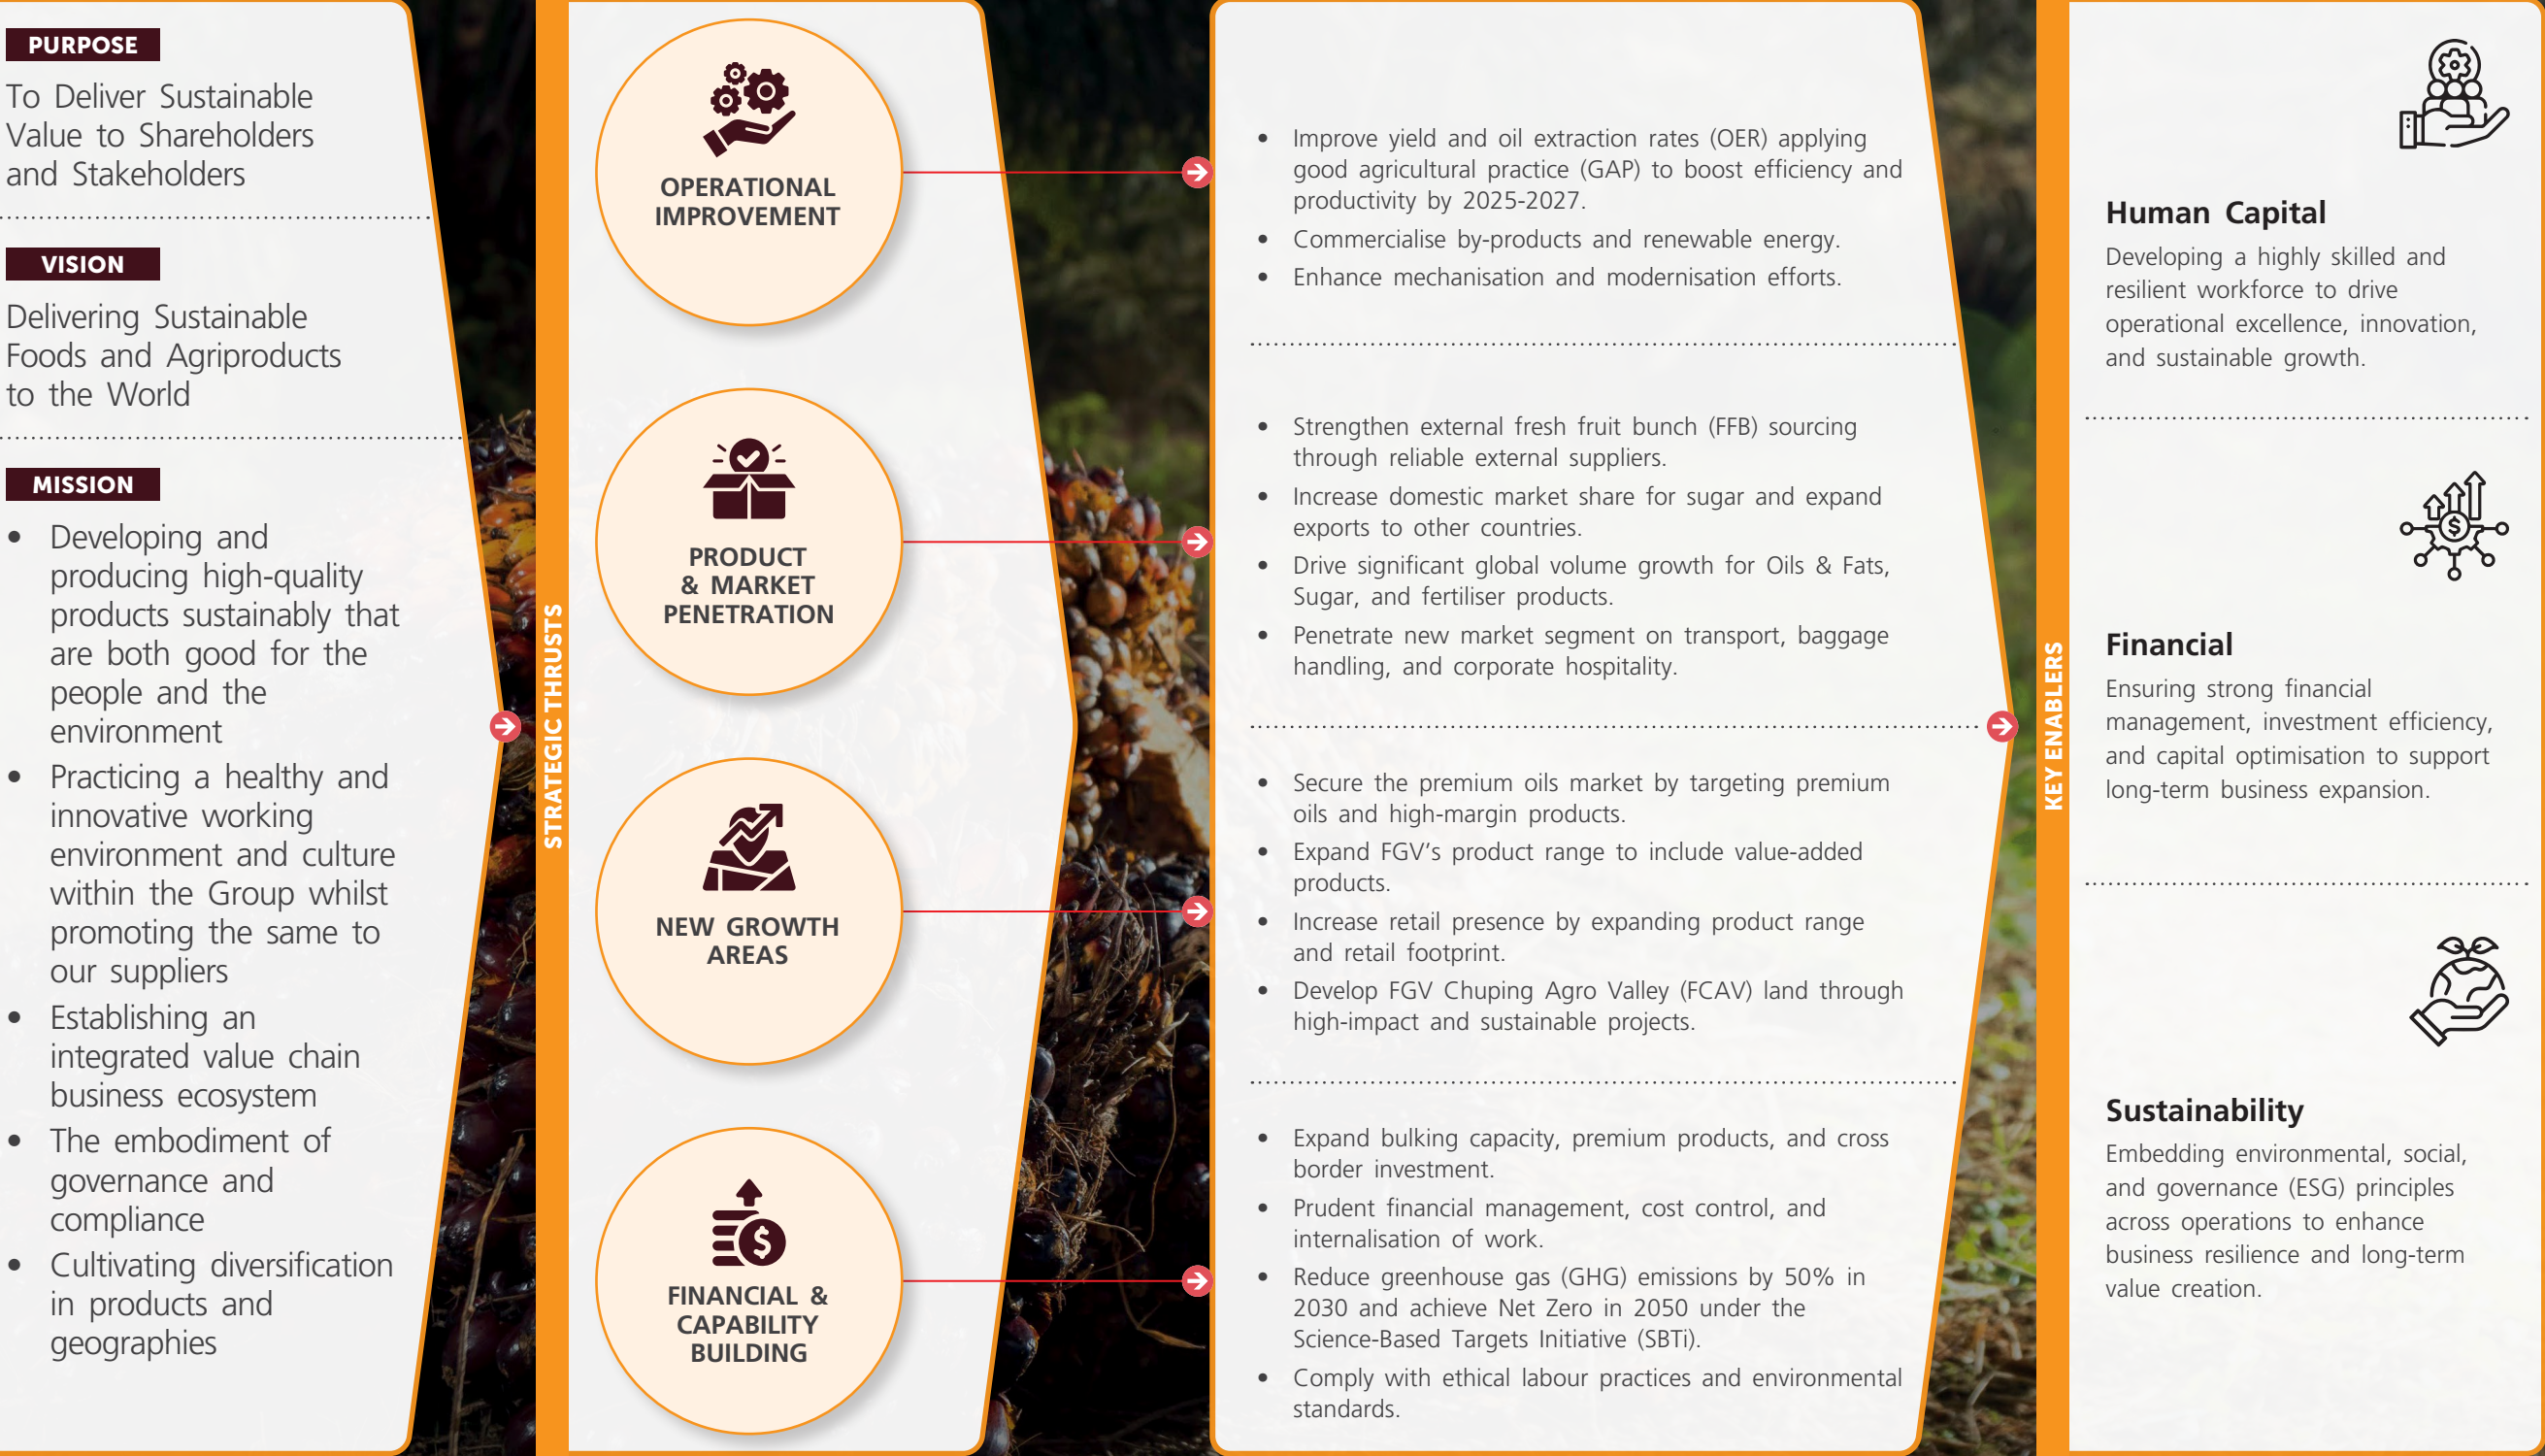 PURPOSE
To Deliver Sustainable
Value to Shareholders
and Stakeholders
VISION
Delivering Sustainable
Foods and Agriproducts
to the World
MISSION
• Developing and
producing high-quality
products sustainably that
are both good for the
people and the
environment
• Practicing a healthy and
innovative working
environment and culture
within the Group whilst
promoting the same to
our suppliers
• Establishing an
integrated value chain
business ecosystem
• The embodiment of
governance and
compliance
• Cultivating diversification
in products and
geographies
STRATEGIC THRUSTS
OPERATIONAL
IMPROVEMENT
• Improve yield and oil extraction rates (OER) applying
good agricultural practice (GAP) to boost efficiency and
productivity by 2025-2027.
• Commercialise by-products and renewable energy.
• Enhance mechanisation and modernisation efforts.
PRODUCT
& MARKET
PENETRATION
• Strengthen external fresh fruit bunch (FFB) sourcing
through reliable external suppliers.
• Increase domestic market share for sugar and expand
exports to other countries.
• Drive significant global volume growth for Oils & Fats,
Sugar, and fertiliser products.
• Penetrate new market segment on transport, baggage
handling, and corporate hospitality.
NEW GROWTH
AREAS
• Secure the premium oils market by targeting premium
oils and high-margin products.
• Expand FGV's product range to include value-added
products.
• Increase retail presence by expanding product range
and retail footprint.
• Develop FGV Chuping Agro Valley (FCAV) land through
high-impact and sustainable projects.
FINANCIAL &
CAPABILITY
BUILDING
• Expand bulking capacity, premium products, and cross
border investment.
• Prudent financial management, cost control, and
internalisation of work.
• Reduce greenhouse gas (GHG) emissions by 50% in
2030 and achieve Net Zero in 2050 under the
Science-Based Targets Initiative (SBTi).
• Comply with ethical labour practices and environmental
standards.
KEY ENABLERS
Human Capital
Developing a highly skilled and
resilient workforce to drive
operational excellence, innovation,
and sustainable growth.
Financial
Ensuring strong financial
management, investment efficiency,
and capital optimisation to support
long-term business expansion.
Sustainability
Embedding environmental, social,
and governance (ESG) principles
across operations to enhance
business resilience and long-term
value creation.